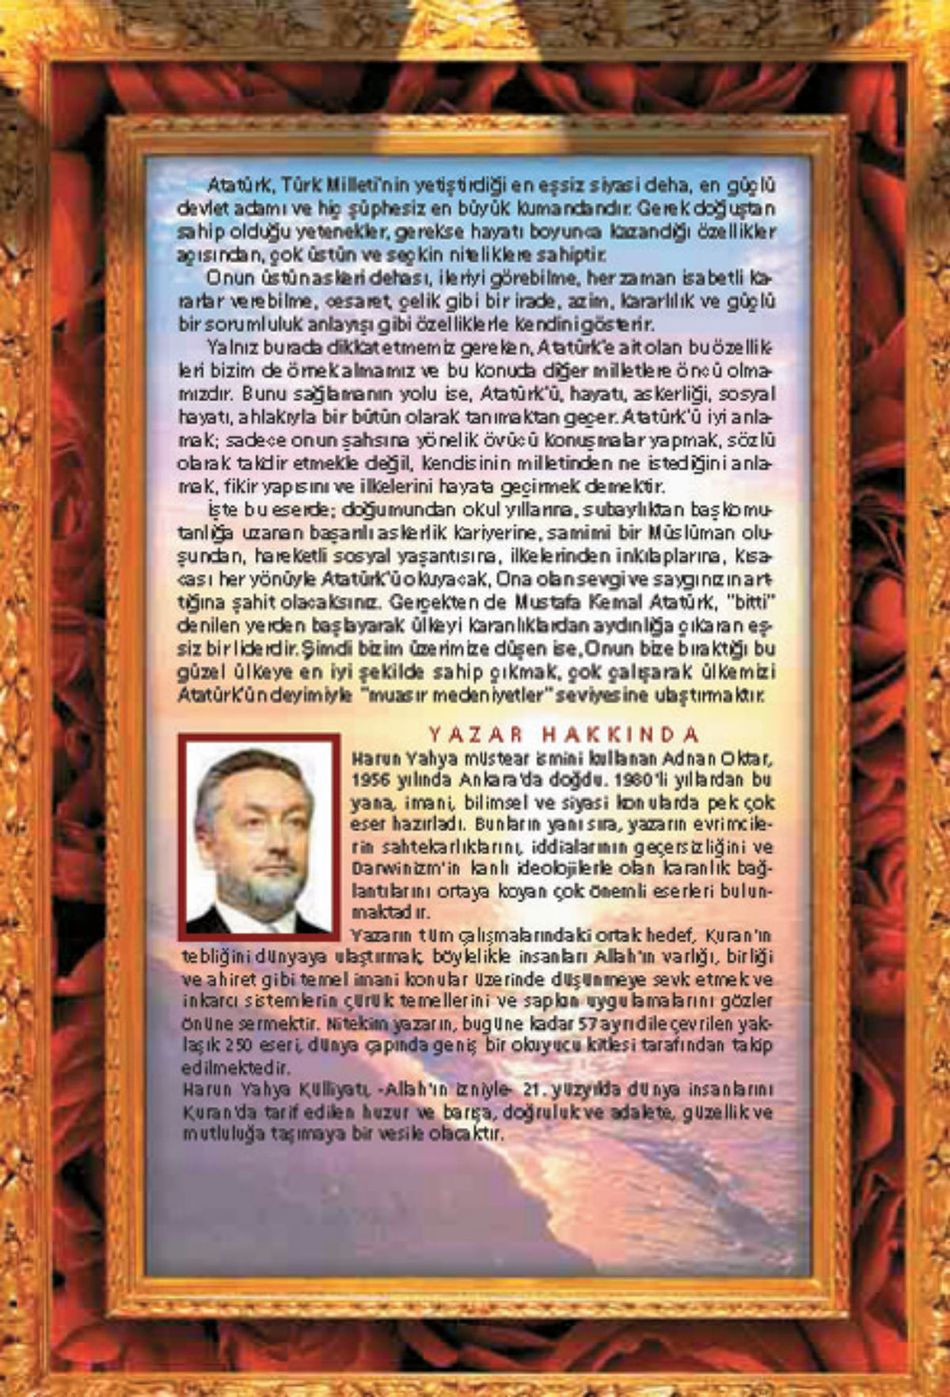 Atatürk, Türk Milleti'nin yetiştirdiği en eşsiz siyasi deha, en güçlü
devlet adamı ve hiç şüphesiz en büyük kumandandır. Gerek doğuştan
sahip olduğu yetenekler, gerekse hayatı boyunca kazandığı özellikler
açısından, çok üstün ve seçkin niteliklere sahiptir.
Onun üstün askeri dehası, ileriyi görebilme, her zaman isabetli ka-
rarlar verebilme, cesaret, çelik gibi bir irade, azim, kararlılık ve güçlü
bir sorumluluk anlayışı gibi özelliklerle kendini gösterir.
Yalnız burada dikkat etmemiz gereken, Atatürk'e ait olan bu özellik-
leri bizim de örnek almamız ve bu konuda diğer milletlere öncü olma-
mızdır. Bunu sağlamanın yolu ise, Atatürk'ü, hayatı, askerliği, sosyal
hayatı, ahlakıyla bir bütün olarak tanımaktan geçer. Atatürk'ü iyi anla-
mak; sadece onun şahsına yönelik övücü konuşmalar yapmak, sözlü
olarak takdir etmekle değil, kendisinin milletinden ne istediğini anla-
mak, fikir yapısını ve ilkelerini hayata geçirmek demektir.
İşte bu eserde; doğumundan okul yıllarına, subaylıktan başkomu-
tanlığa uzanan başarılı askerlik kariyerine, samimi bir Müslüman olu-
şundan, hareketli sosyal yaşantısına, ilkelerinden inkılaplarına, kısa-
cası her yönüyle Atatürk'ü okuyacak, Ona olan sevgi ve saygınızın art-
tığına şahit olacaksınız. Gerçekten de Mustafa Kemal Atatürk, "bitti"
denilen yerden başlayarak ülkeyi karanlıklardan aydınlığa çıkaran eş-
siz bir liderdir. Şimdi bizim üzerimize düşen ise, Onun bize bıraktığı bu
güzel ülkeye en iyi şekilde sahip çıkmak, çok çalışarak ülkemizi
Atatürk'ün deyimiyle "muasır medeniyetler" seviyesine ulaştırmaktır.
YAZAR HAKKINDA
Harun Yahya müstear ismini kullanan Adnan Oktar,
1956 yılında Ankara'da doğdu. 1980'li yıllardan bu
yana, imani, bilimsel ve siyasi konularda pek çok
eser hazırladı. Bunların yanı sıra, yazarın evrimcile-
rin sahtekarlıklarını, iddialarının geçersizliğini ve
Darwinizm'in kanlı ideolojilerle olan karanlık bağ-
lantılarını ortaya koyan çok önemli eserleri bulun-
maktadır.
Yazarın tüm çalışmalarındaki ortak hedef, Kuran'ın
tebliğini dünyaya ulaştırmak, böylelikle insanları Allah'ın varlığı, birliği
ve ahiret gibi temel imani konular üzerinde düşünmeye sevk etmek ve
inkarcı sistemlerin çürük temellerini ve sapkın uygulamalarını gözler
önüne sermektir. Nitekim yazarın, bugüne kadar 57 ayrı dile çevrilen yak-
laşık 250 eseri, dünya çapında geniş bir okuyucu kitlesi tarafından takip
edilmektedir.
Harun Yahya Külliyatı, -Allah'ın izniyle- 21. yüzyılda dünya insanlarını
Kuran'da tarif edilen huzur ve barışa, doğruluk ve adalete, güzellik ve
mutluluğa taşımaya bir vesile olacaktır.